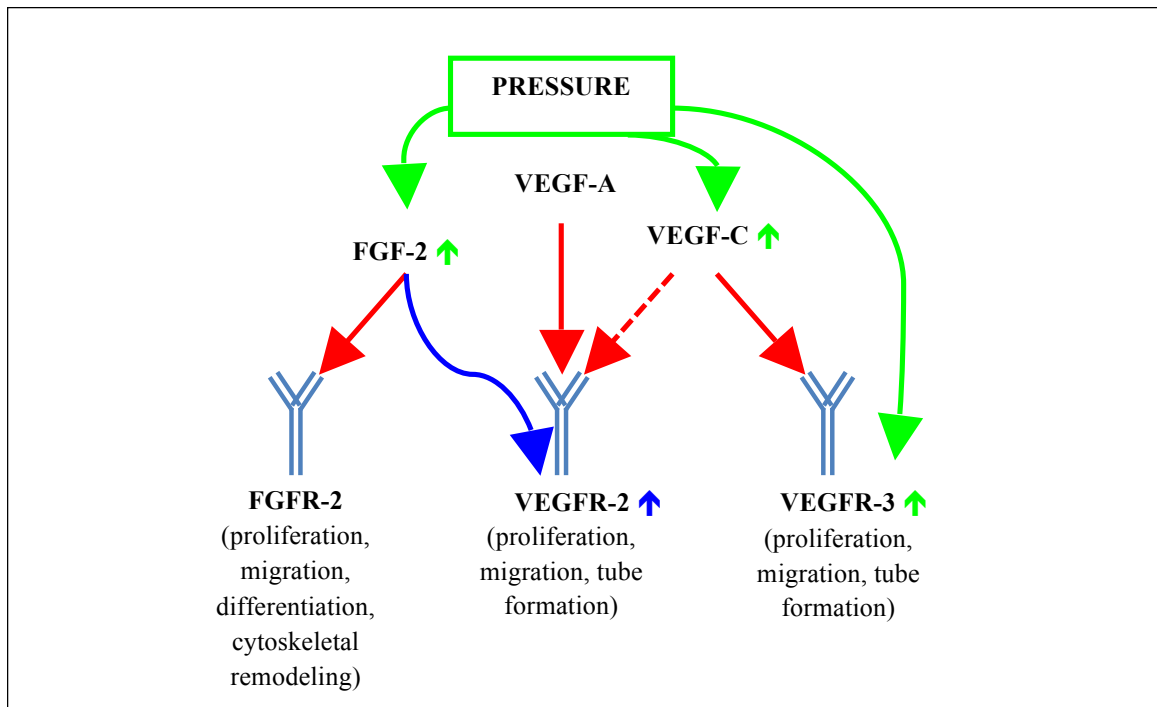 PRESSURE
VEGF-A
VEGF-C
FGF-2
FGFR-2
(proliferation,
migration,
differentiation,
cytoskeletal
remodeling)
VEGFR-2
(proliferation,
migration, tube
formation)
VEGFR-3
(proliferation,
migration, tube
formation)